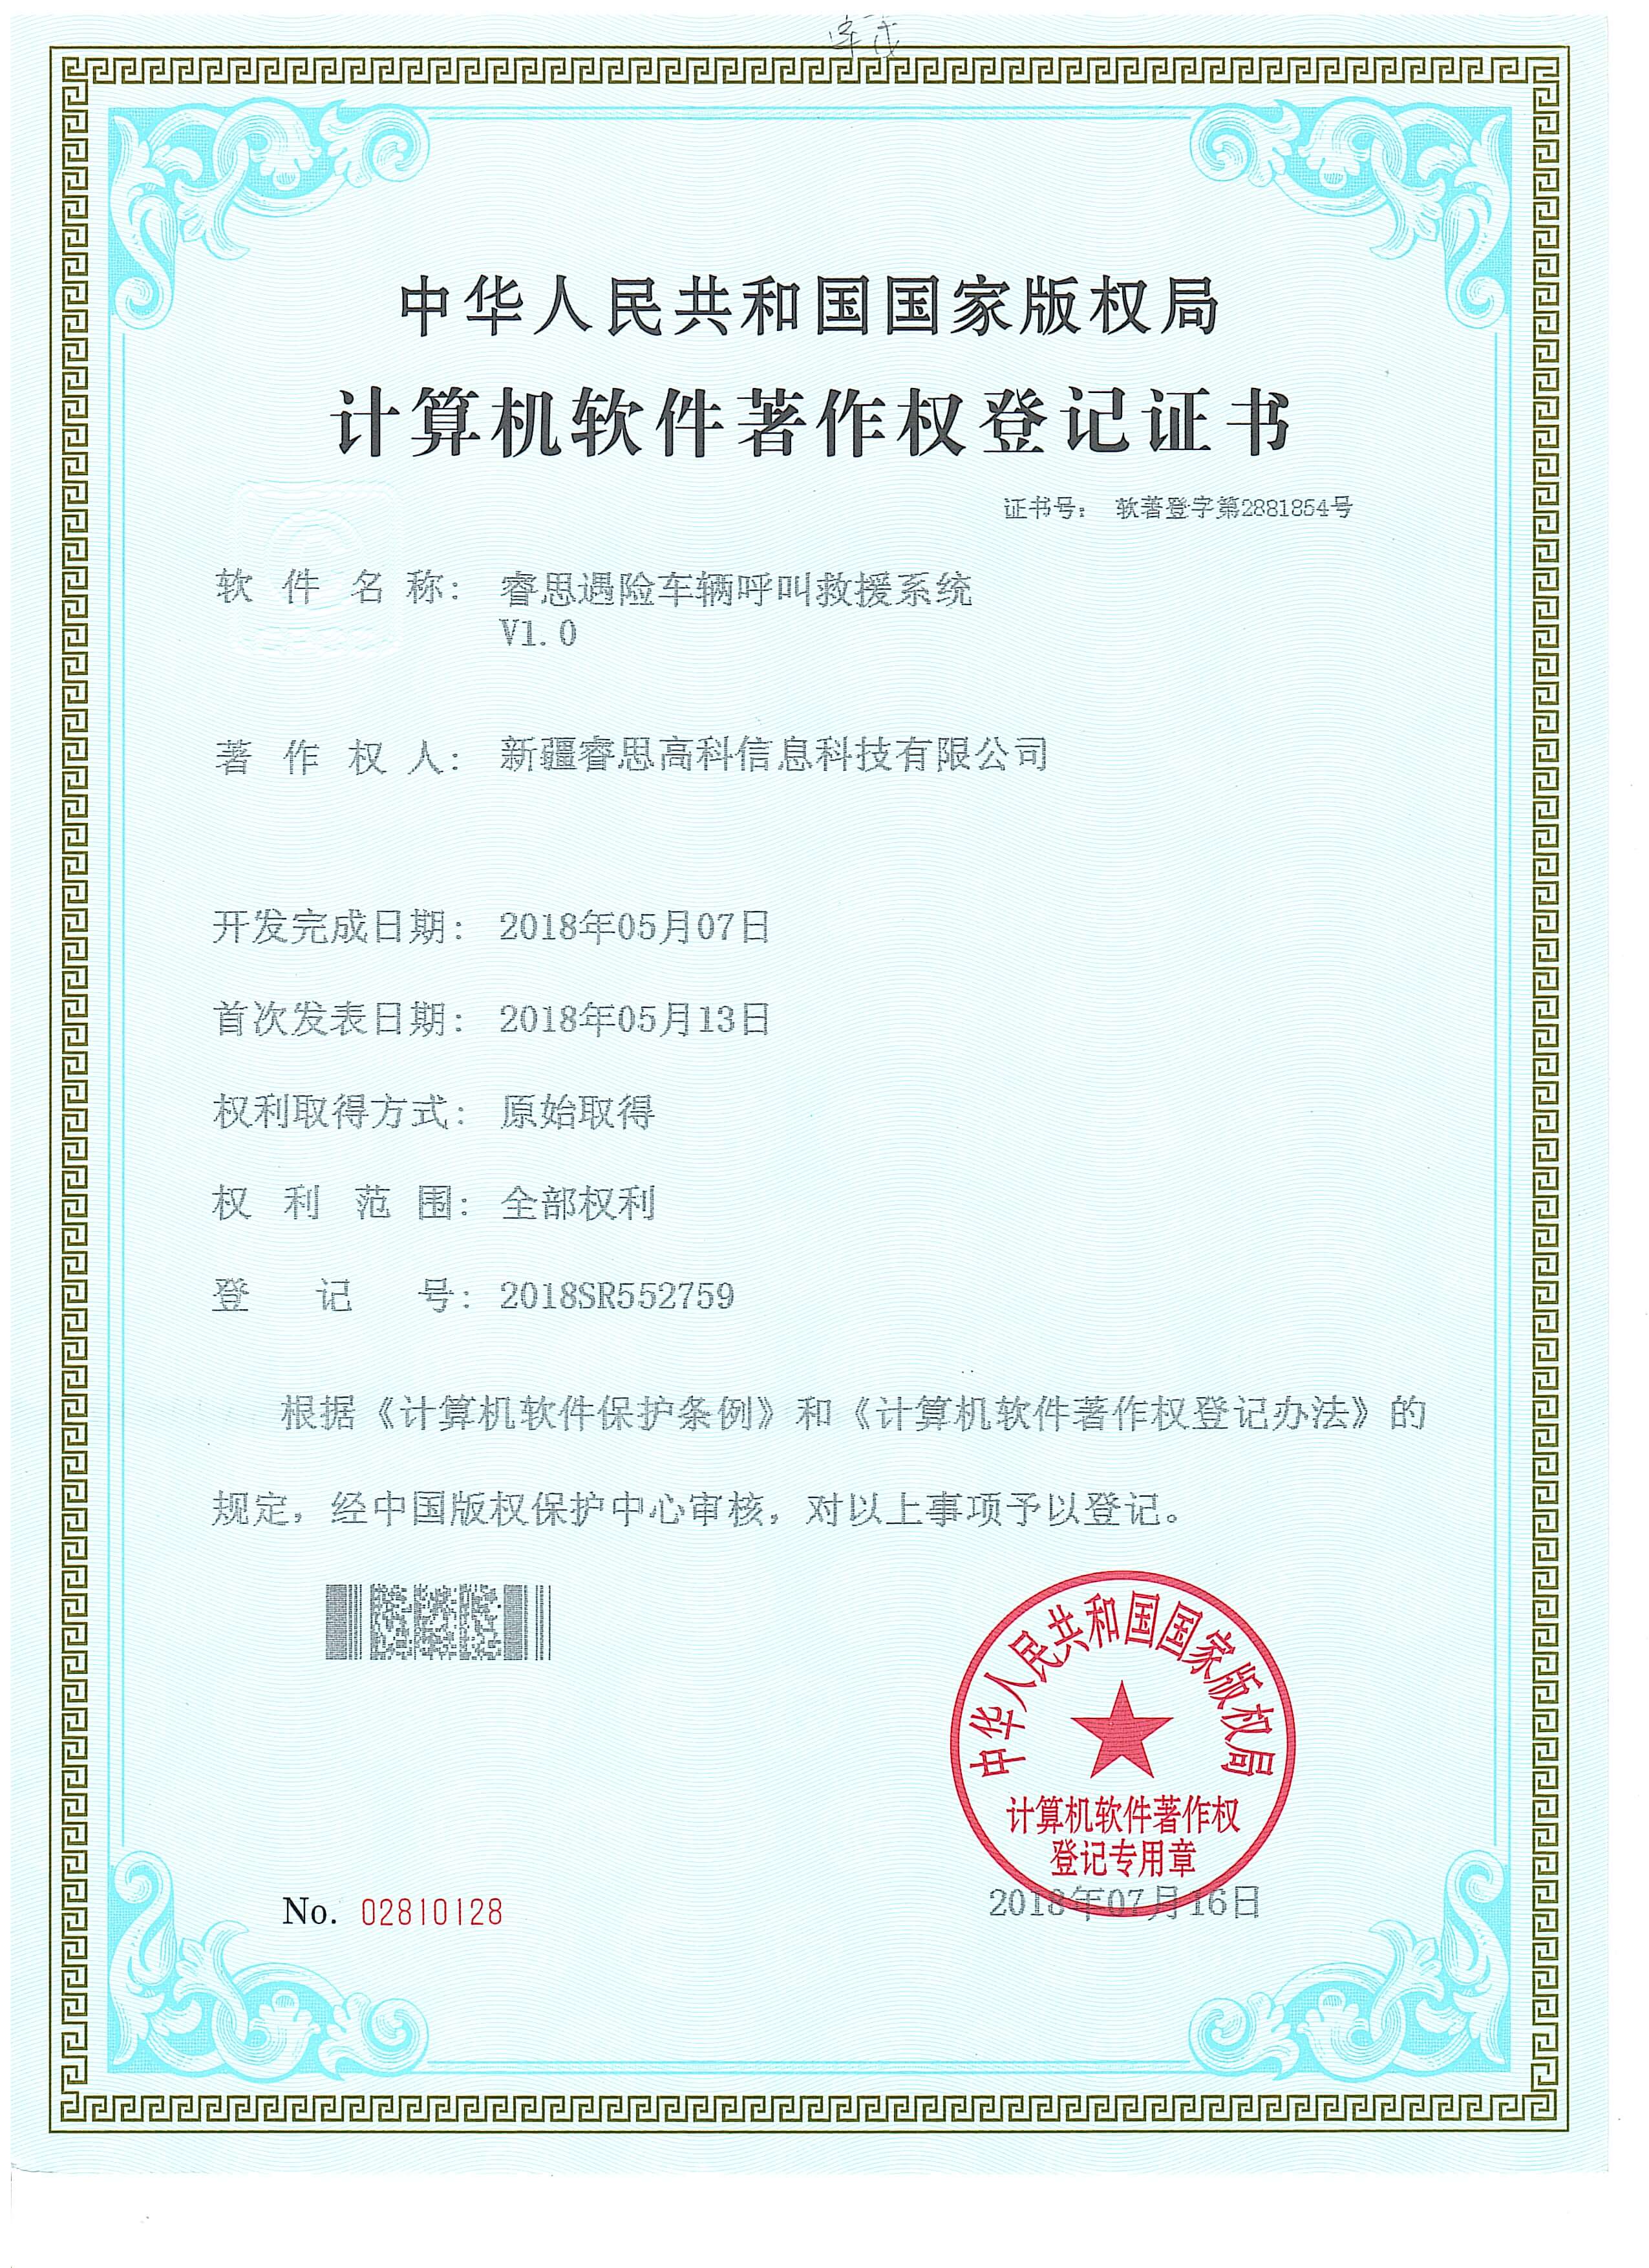 中华人民共和国国家版权局
计算机软件著作权登记证书
证书号： 软著登字第2881854号
软件名称： 睿思遇险车辆呼叫救援系统
V1.0
著作权人： 新疆睿思高科信息科技有限公司
开发完成日期： 2018年05月07日
首次发表日期： 2018年05月13日
权利取得方式： 原始取得
权利范围： 全部权利
登记号： 2018SR552759
根据《计算机软件保护条例》和《计算机软件著作权登记办法》的
规定，经中国版权保护中心审核，对以上事项予以登记。
中华人民共和国国家版权局
计算机软件著作权
登记专用章
No. 02810128
2018年07月16日